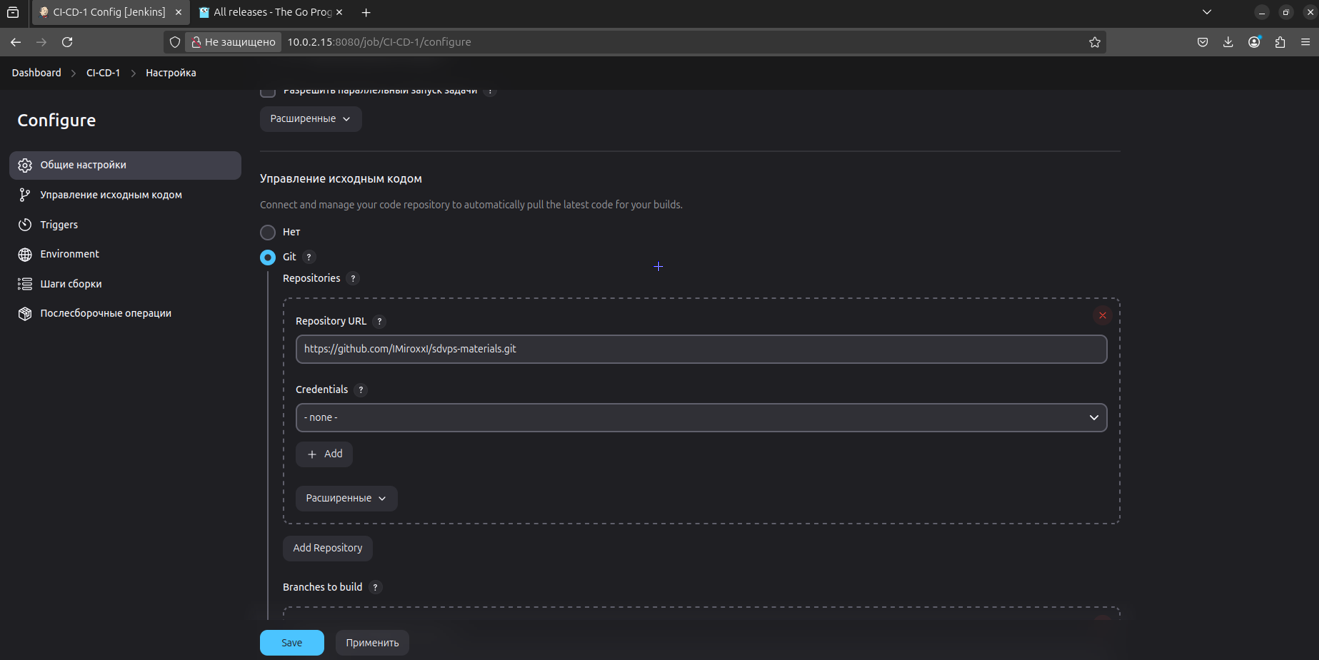 CI-CD-1 Config [Jenkins]
All releases - The Go Prog
Не защищено 10.0.2.15:8080/job/CI-CD-1/configure
Dashboard CI-CD-1 Настройка
Разрешить параллельный запуск задачи ?
Configure
Расширенные
Общие настройки
Управление исходным кодом
Triggers
Environment
Шаги сборки
Послесборочные операции
Управление исходным кодом
Connect and manage your code repository to automatically pull the latest code for your builds.
Нет
Git ?
Repositories ?
Repository URL ?
https://github.com/IMiroxxI/sdvps-materials.git
Credentials ?
- none -
Add
Расширенные
Add Repository
Branches to build ?
Save Применить